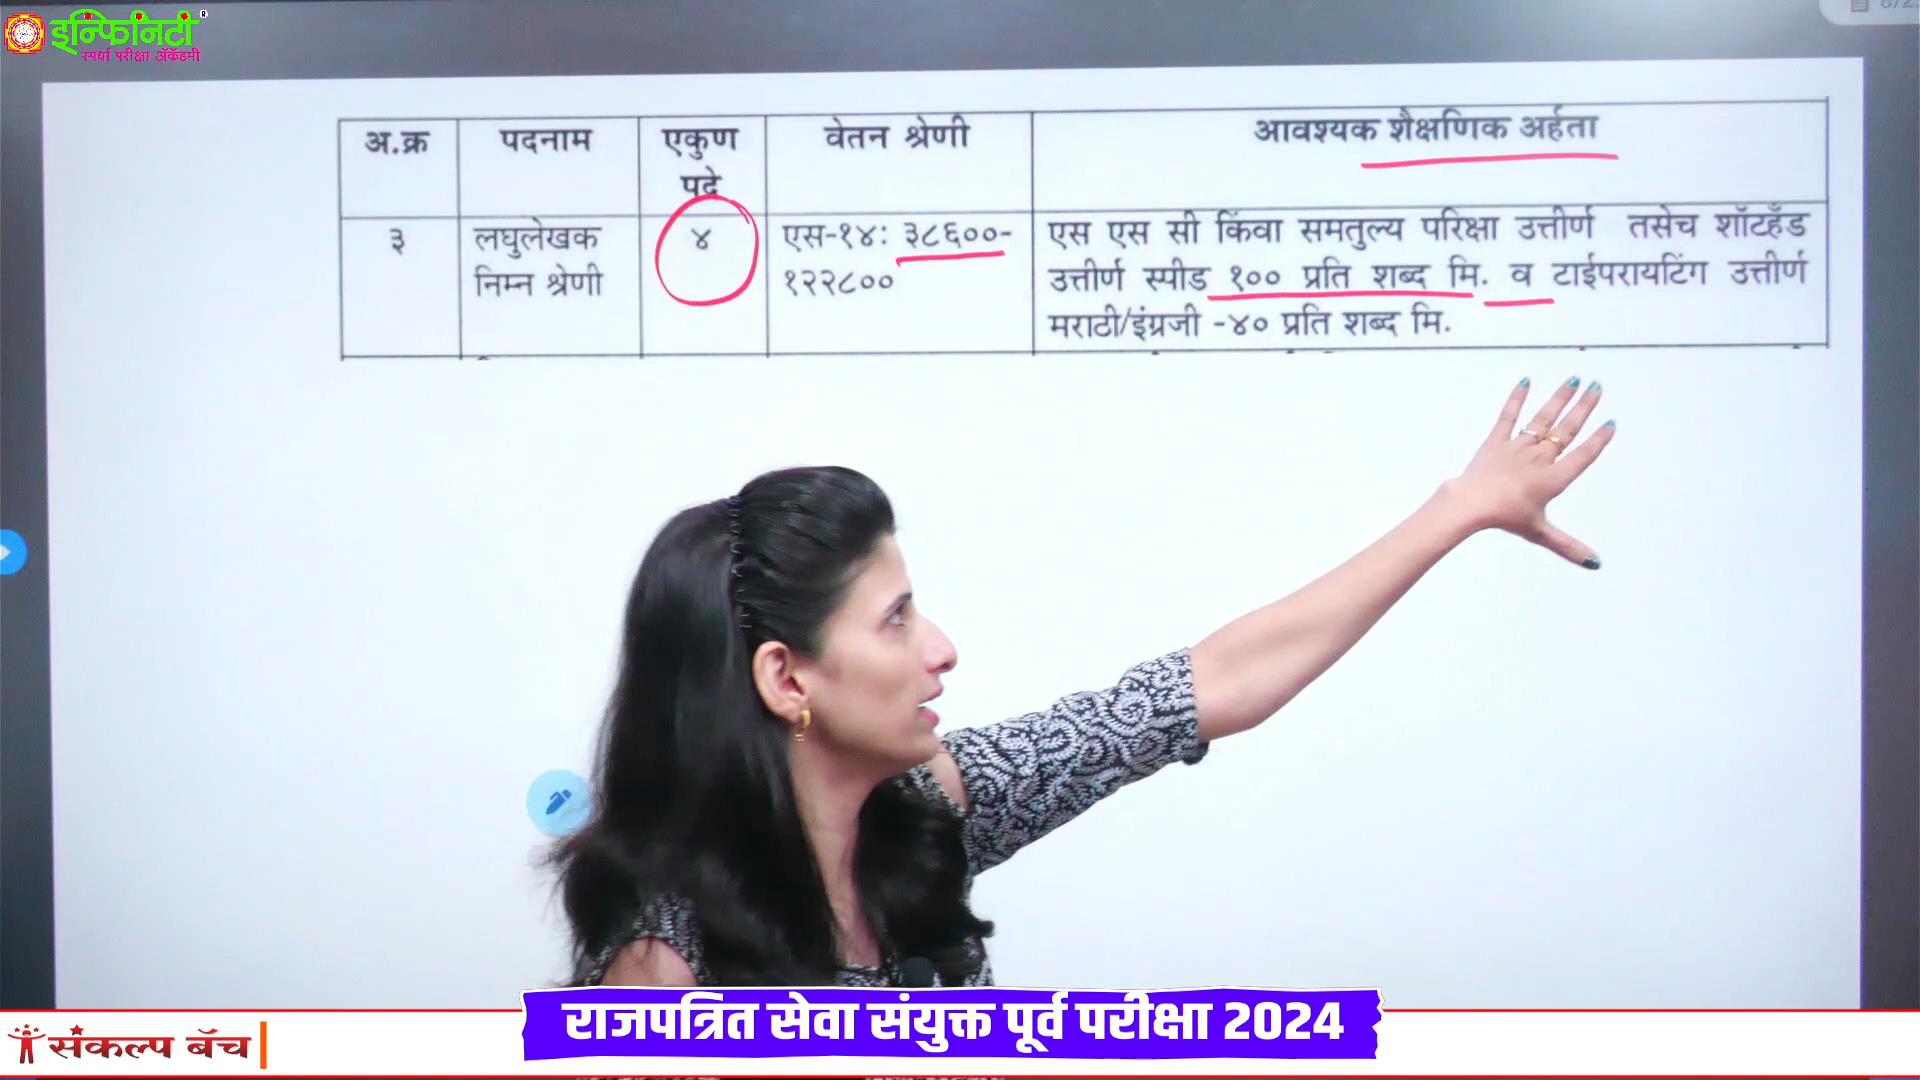 इन्फिनिटी
स्पर्धा परीक्षा अ‍ॅकॅडमी
अ.क्र
पदनाम
एकुण
पदे
वेतन श्रेणी
आवश्यक शैक्षणिक अर्हता
३
लघुलेखक
निम्न श्रेणी
४
एस-१४: ३८६००-
१२२८००
एस एस सी किंवा समतुल्य परिक्षा उत्तीर्ण तसेच शॉटहँड
उत्तीर्ण स्पीड १०० प्रति शब्द मि. व टाईपरायटिंग उत्तीर्ण
मराठी/इंग्रजी -४० प्रति शब्द मि.
राजपत्रित सेवा संयुक्त पूर्व परीक्षा 2024
संकल्प बॅच